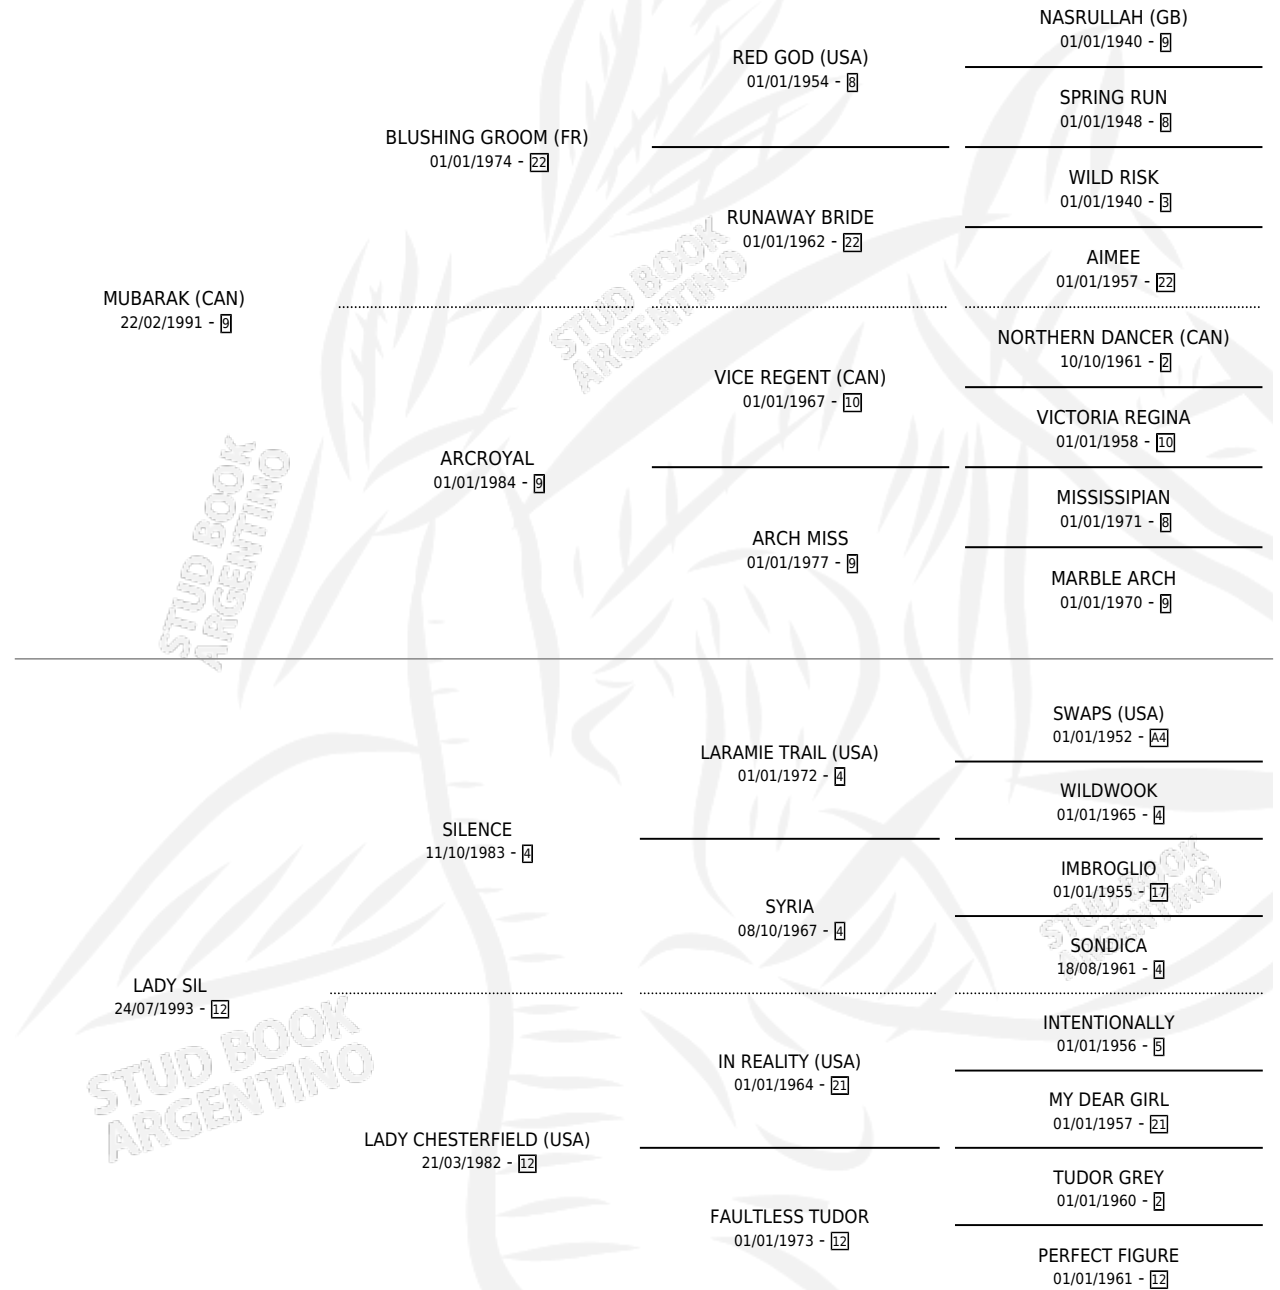 NASRULLAH (GB)
01/01/1940 - 9
RED GOD (USA)
01/01/1954 - 8
SPRING RUN
01/01/1948 - 8
BLUSHING GROOM (FR)
01/01/1974 - 22
WILD RISK
01/01/1940 - 3
RUNAWAY BRIDE
01/01/1962 - 22
AIMEE
01/01/1957 - 22
MUBARAK (CAN)
22/02/1991 - 9
STUD BOOK
ARGENTINO
NORTHERN DANCER (CAN)
10/10/1961 - 2
VICE REGENT (CAN)
01/01/1967 - 10
VICTORIA REGINA
01/01/1958 - 10
ARCROYAL
01/01/1984 - 9
MISSISSIPIAN
01/01/1971 - 8
ARCH MISS
01/01/1977 - 9
MARBLE ARCH
01/01/1970 - 9
STUD BOOK
ARGENTINO
SWAPS (USA)
01/01/1952 - A4
LARAMIE TRAIL (USA)
01/01/1972 - 4
WILDWOOK
01/01/1965 - 4
SILENCE
11/10/1983 - 4
IMBROGLIO
01/01/1955 - 17
SYRIA
08/10/1967 - 4
SONDICA
18/08/1961 - 4
STUD BOOK
ARGENTINO
LADY SIL
24/07/1993 - 12
INTENTIONALLY
01/01/1956 - 5
IN REALITY (USA)
01/01/1964 - 21
MY DEAR GIRL
01/01/1957 - 21
STUD BOOK
ARGENTINO
LADY CHESTERFIELD (USA)
21/03/1982 - 12
TUDOR GREY
01/01/1960 - 2
FAULTLESS TUDOR
01/01/1973 - 12
PERFECT FIGURE
01/01/1961 - 12